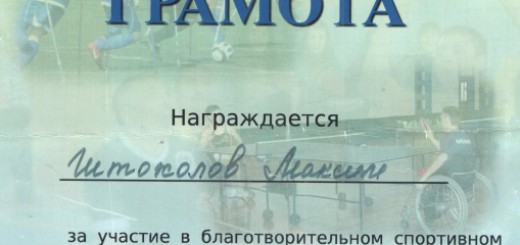 ГРАМОТА
Награждается
Штоколов Максим
за участие в благотворительном спортивном